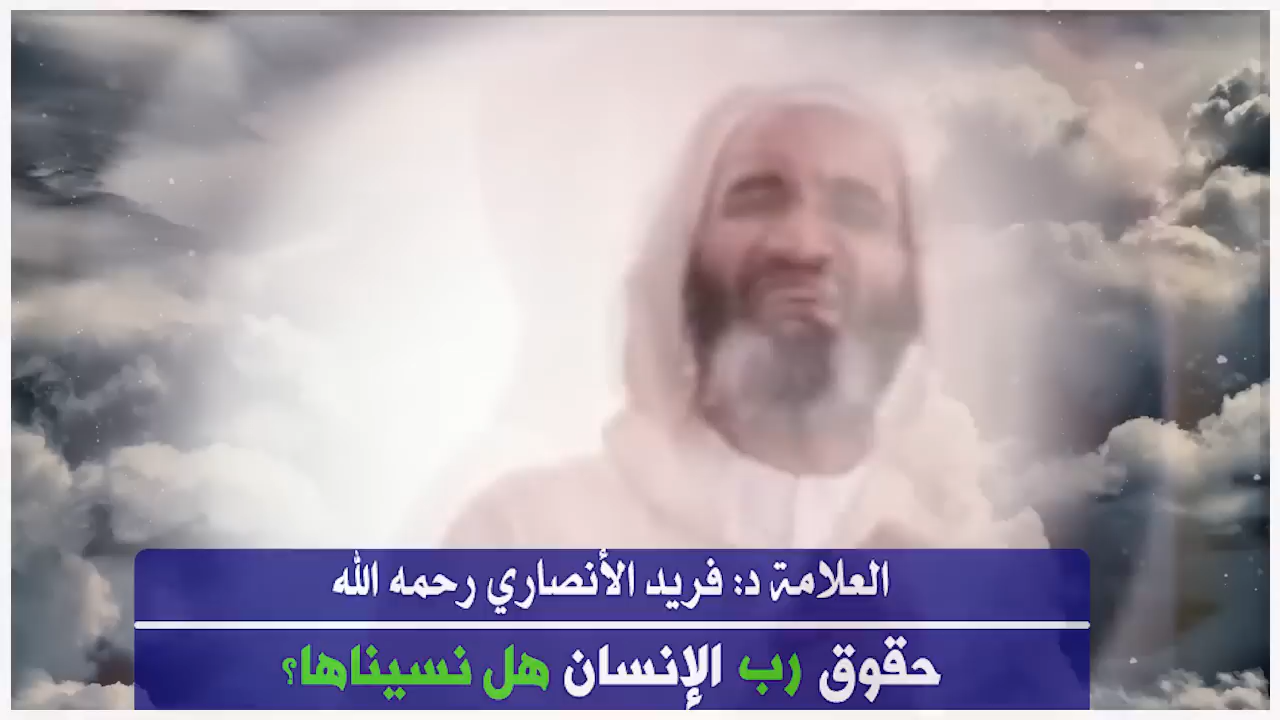 العلامة د: فريد الأنصاري رحمه الله
حقوق رب الإنسان هل نسيناها؟